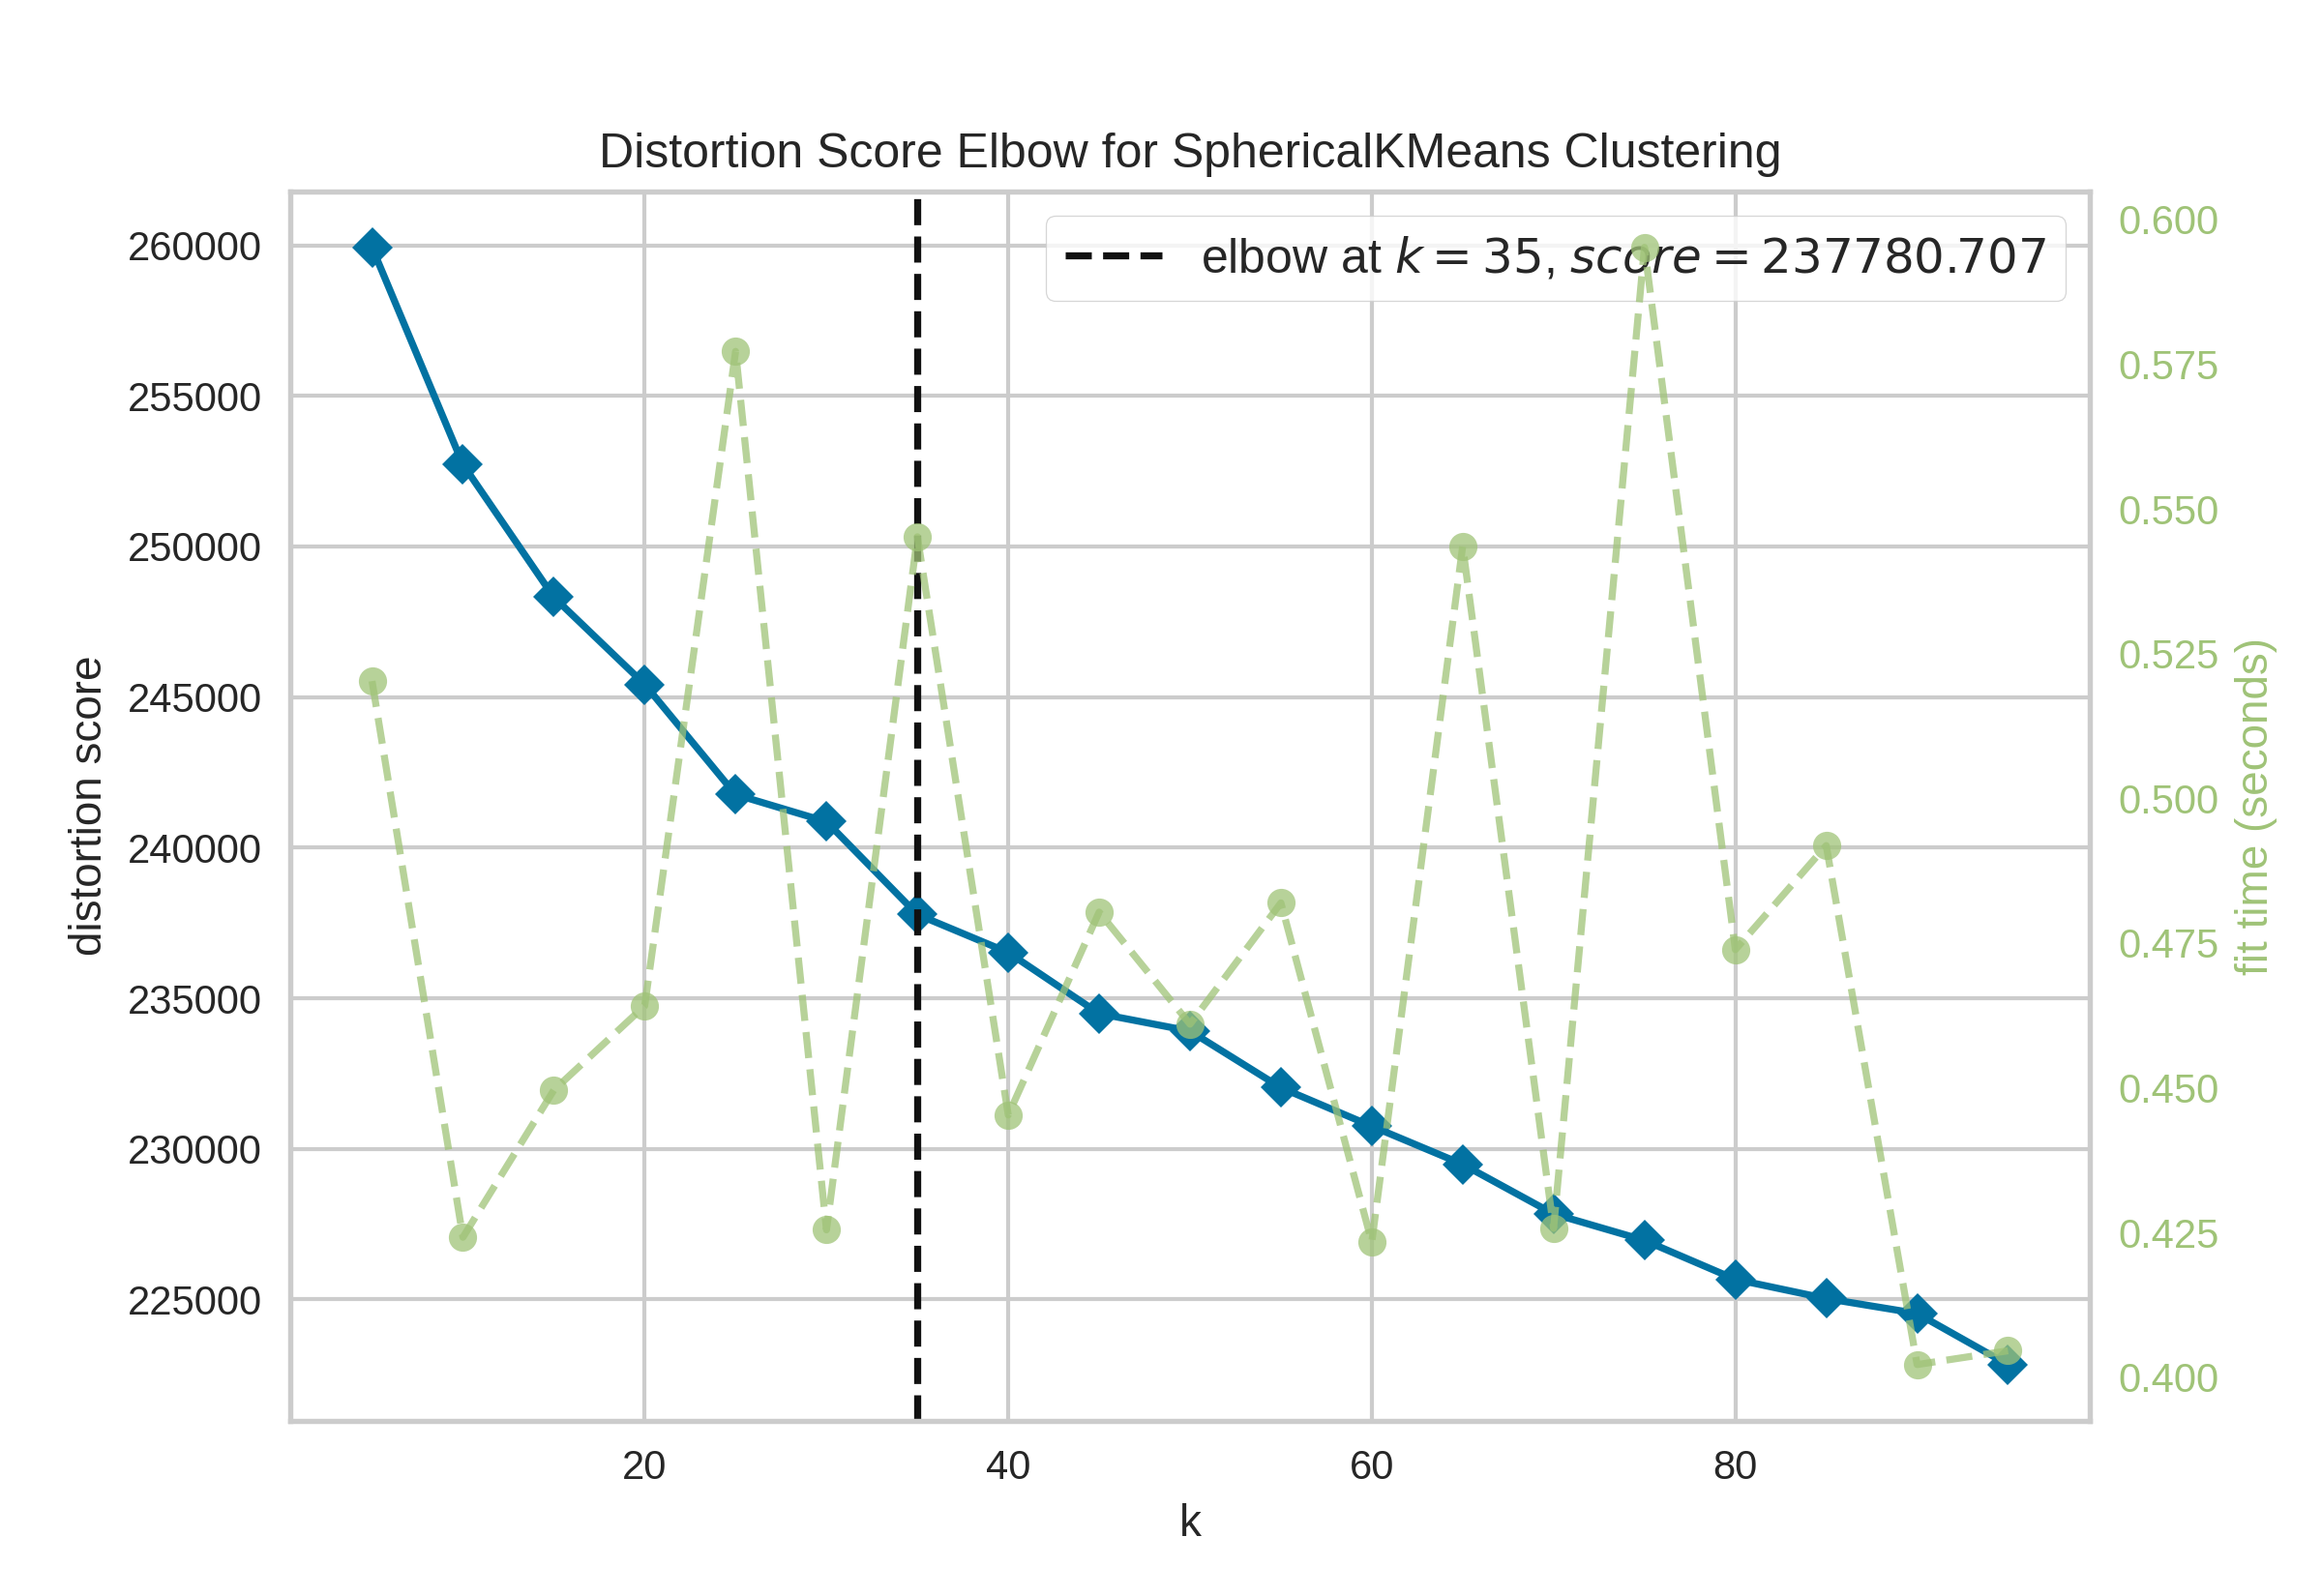 Distortion Score Elbow for SphericalKMeans Clustering
elbow at k = 35, score = 237780.707
distortion score
260000
255000
250000
245000
240000
235000
230000
225000
0.600
0.575
0.550
0.525
0.500
0.475
0.450
0.425
0.400
fit time (seconds)
20 40 60 80
k